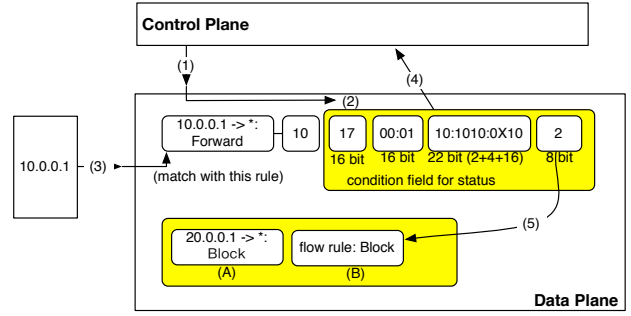 Control Plane
(1)
(2)
(4)
10.0.0.1 -> *:
Forward
10
17
00:01
10:1010:0X10
2
10.0.0.1
(3)
16 bit
16 bit
22 bit (2+4+16)
8 bit
(match with this rule)
condition field for status
(5)
20.0.0.1 -> *:
Block
flow rule: Block
(A)
(B)
Data Plane